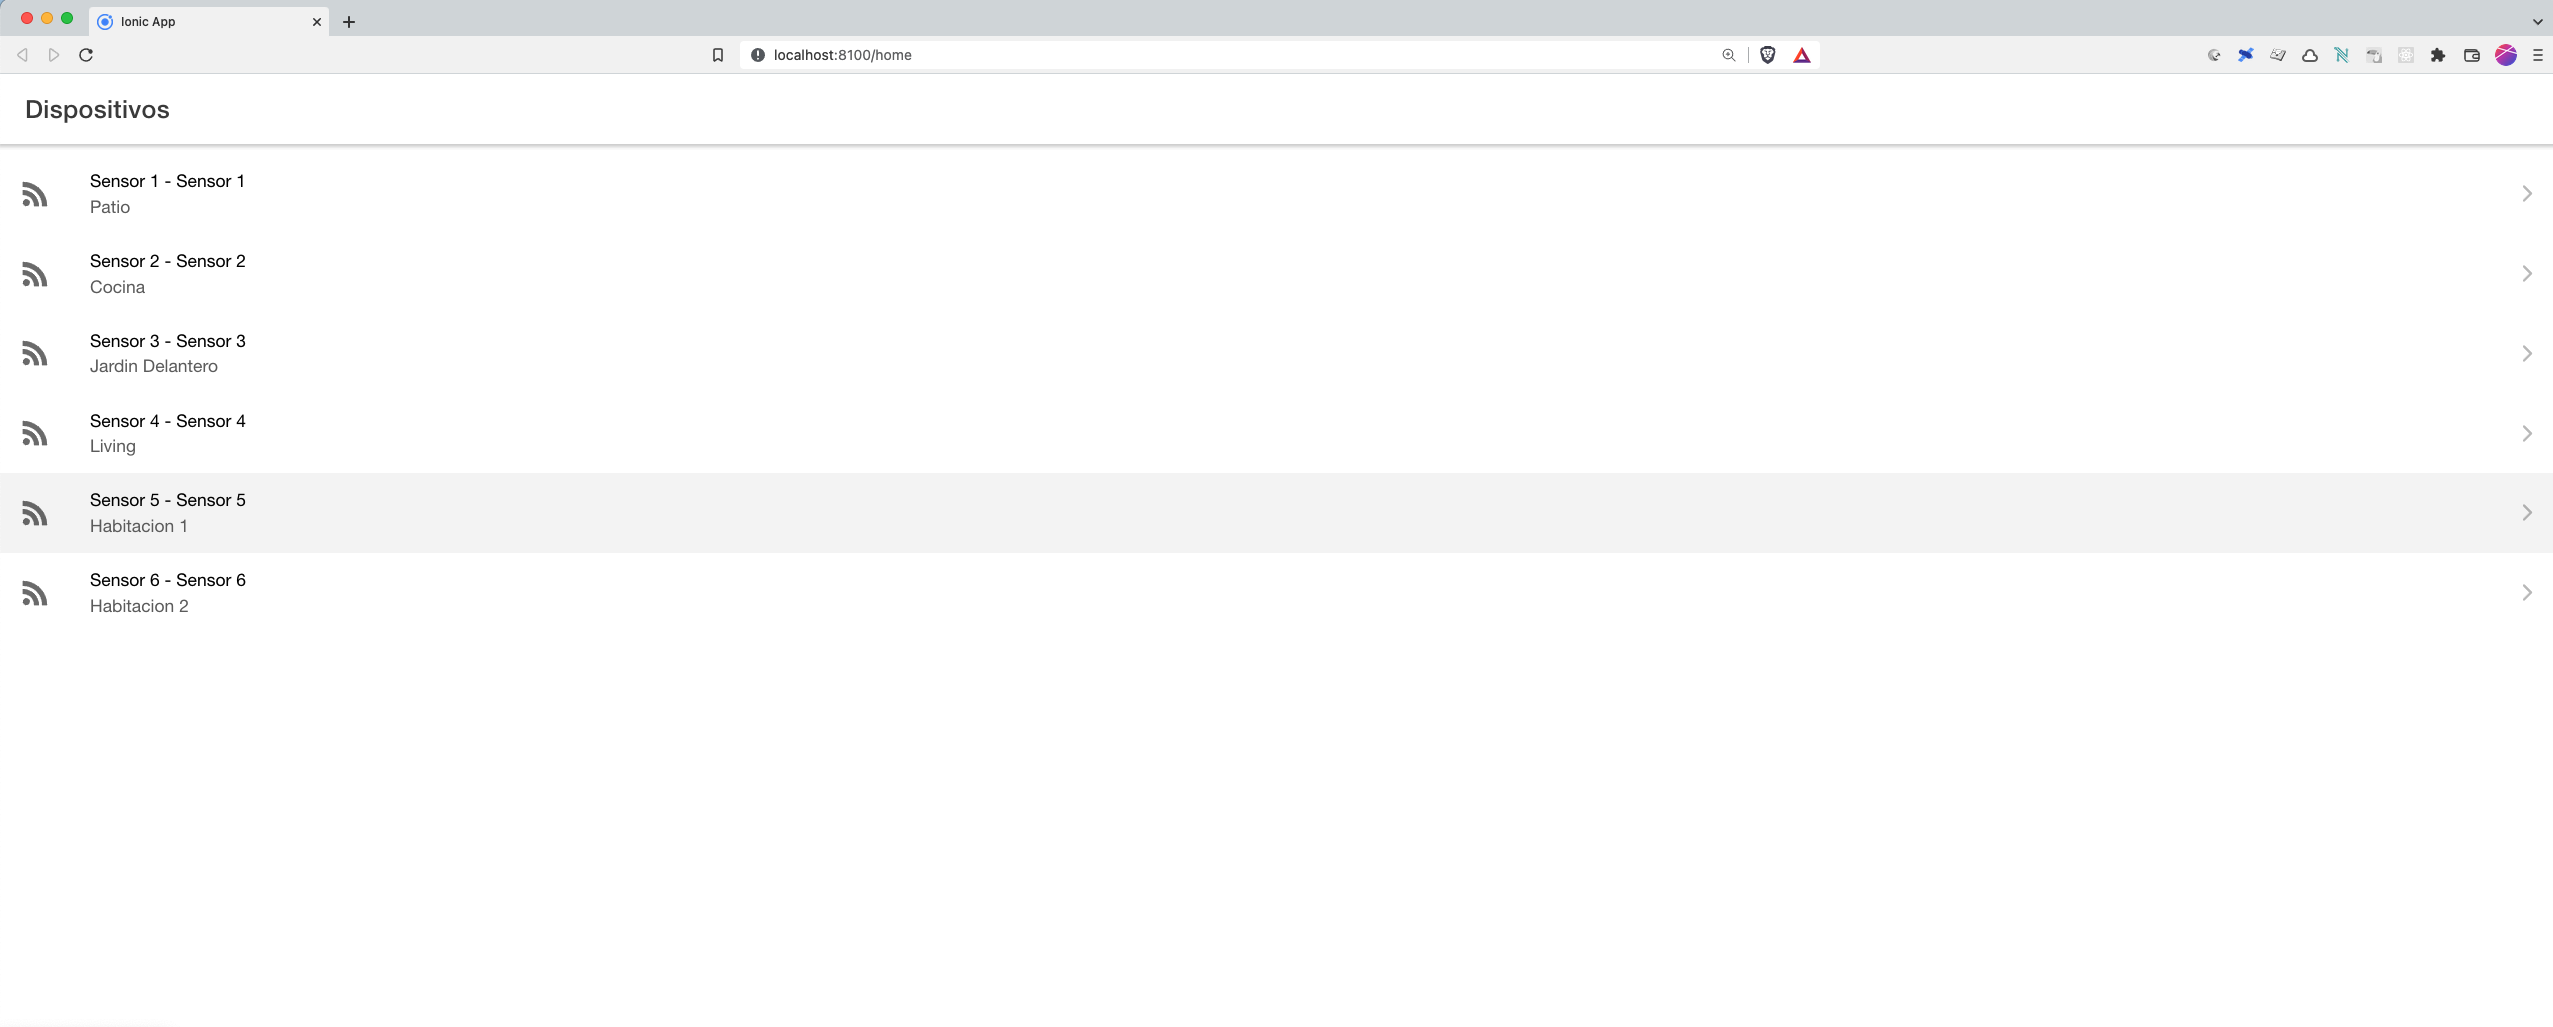 Ionic App
localhost:8100/home
Dispositivos
Sensor 1 - Sensor 1
Patio
Sensor 2 - Sensor 2
Cocina
Sensor 3 - Sensor 3
Jardin Delantero
Sensor 4 - Sensor 4
Living
Sensor 5 - Sensor 5
Habitacion 1
Sensor 6 - Sensor 6
Habitacion 2